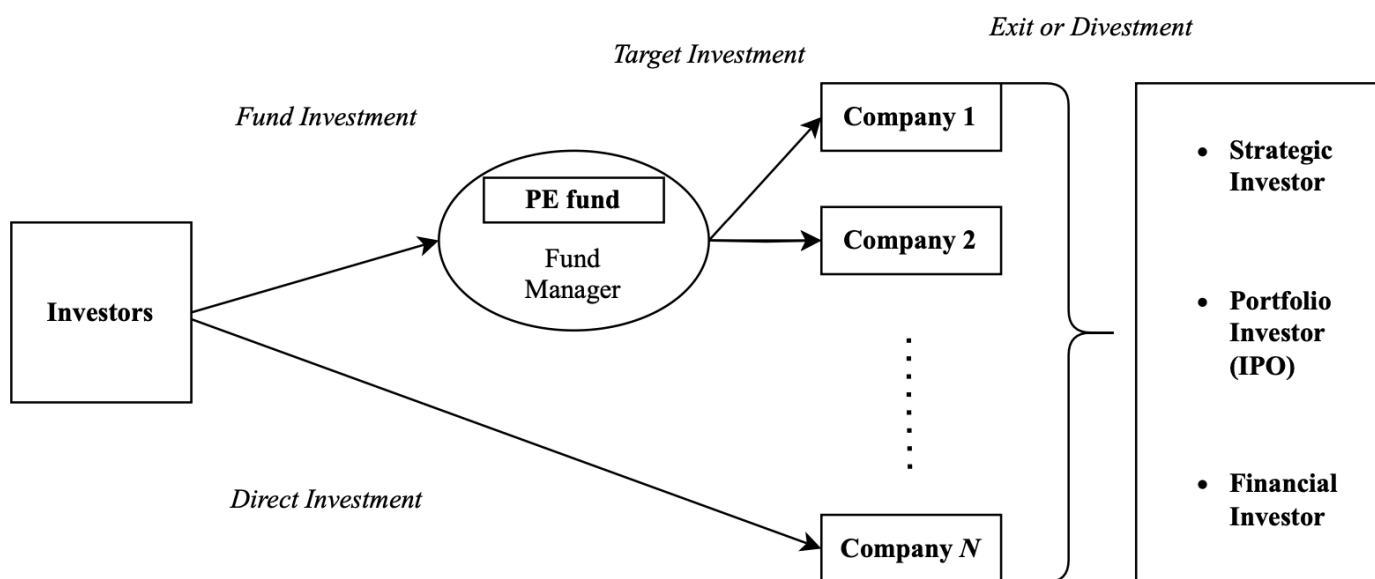 Exit or Divestment
Target Investment
Fund Investment
Company 1
PE fund
Fund
Manager
Company 2
Investors
Direct Investment
Company N
• Strategic
Investor
• Portfolio
Investor
(IPO)
• Financial
Investor